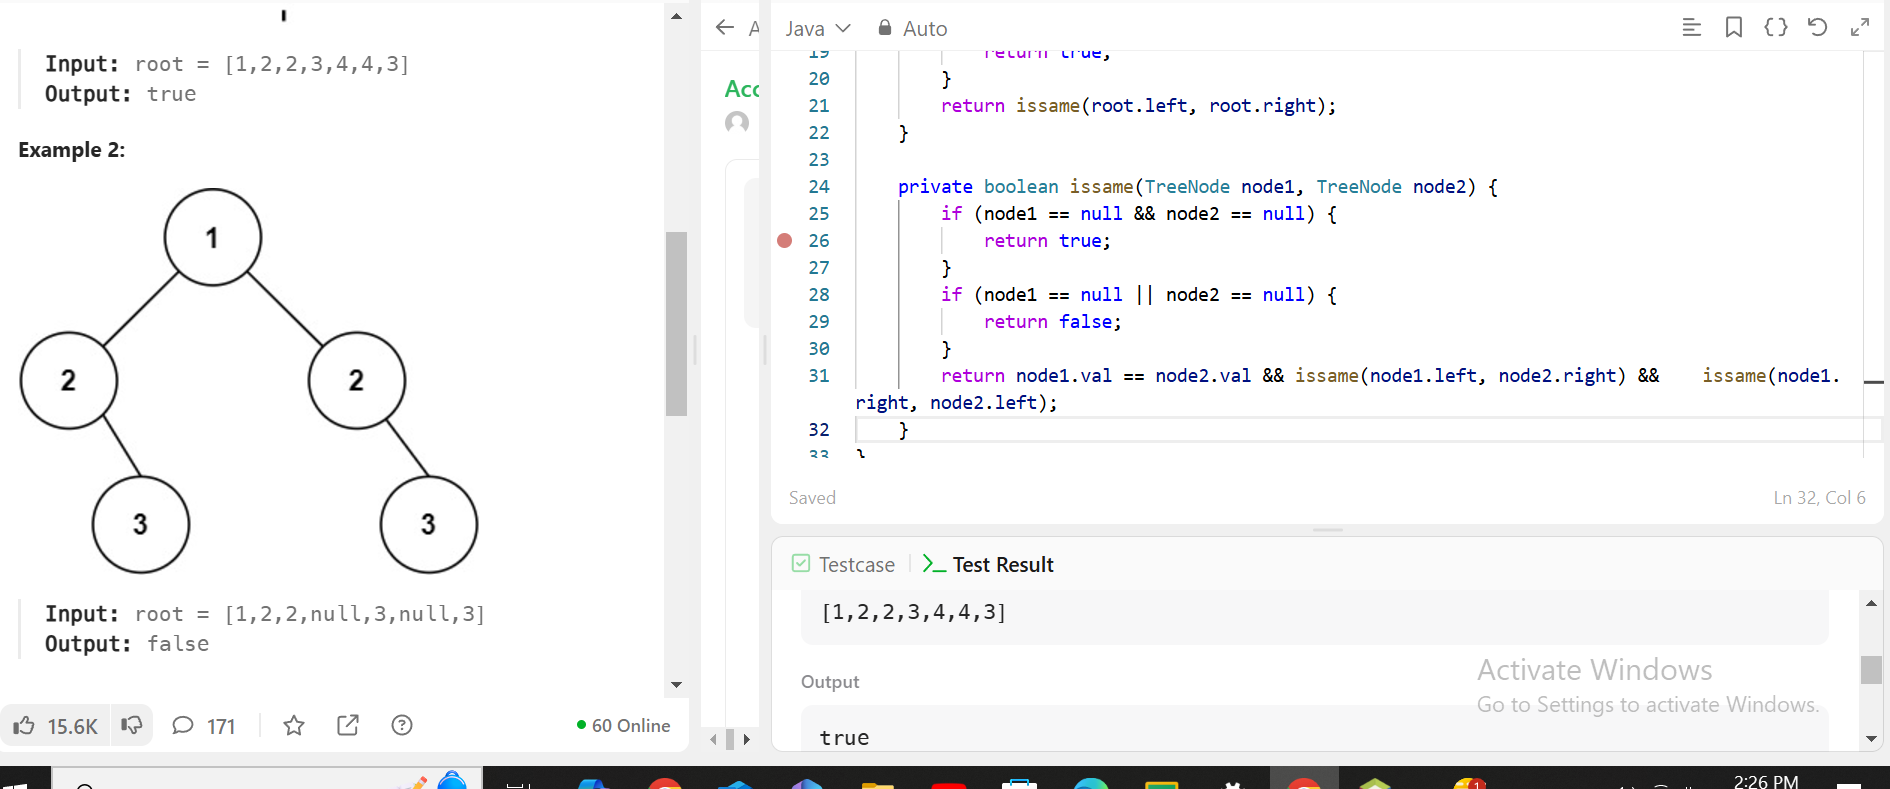 Input: root = [1,2,2,3,4,4,3]
Output: true
Example 2:
1
2
2
3
3
Input: root = [1,2,2,null,3,null,3]
Output: false
15.6K
171
60 Online
Acc
Java
Auto
19 return true;
20 }
21 return issame(root.left, root.right);
22 }
23
24 private boolean issame(TreeNode node1, TreeNode node2) {
25 if (node1 == null && node2 == null) {
26 return true;
27 }
28 if (node1 == null || node2 == null) {
29 return false;
30 }
31 return node1.val == node2.val && issame(node1.left, node2.right) && issame(node1.
right, node2.left);
32 }
33 }
Saved
Ln 32, Col 6
Testcase
Test Result
[1,2,2,3,4,4,3]
Output
true
Activate Windows
Go to Settings to activate Windows.
2:26 PM